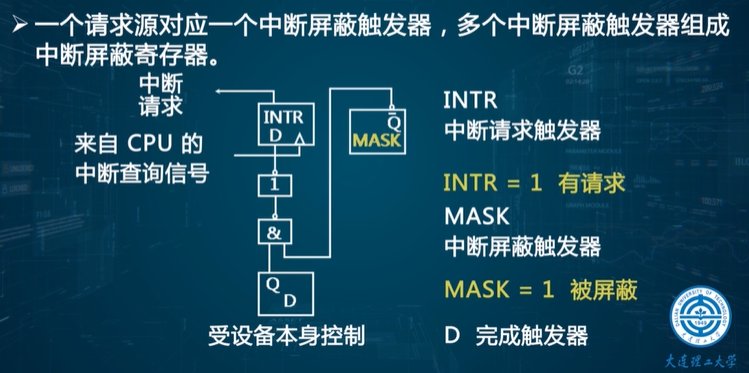 ➢一个请求源对应一个中断屏蔽触发器，多个中断屏蔽触发器组成
中断屏蔽寄存器。
中断
请求
INTR
D
来自 CPU 的
中断查询信号
1
&
Q
D
受设备本身控制
Q̅
MASK
INTR
中断请求触发器
INTR = 1 有请求
MASK
中断屏蔽触发器
MASK = 1 被屏蔽
D 完成触发器
DALIAN UNIVERSITY OF TECHNOLOGY
1949
大连理工大学